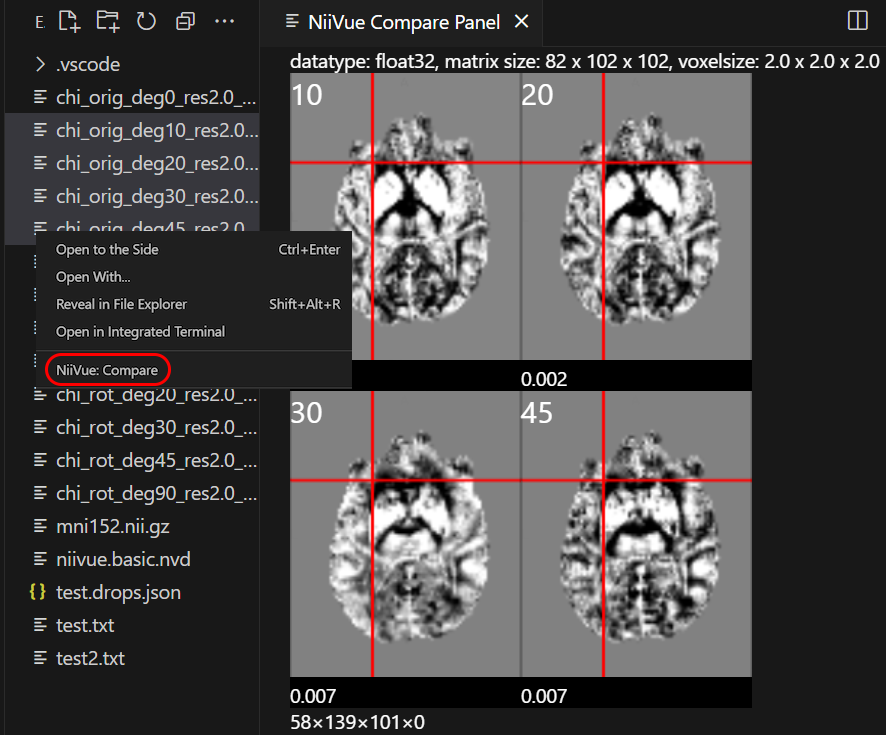 E
NiiVue Compare Panel
.vscode
chi_orig_deg0_res2.0_...
chi_orig_deg10_res2.0...
chi_orig_deg20_res2.0...
chi_orig_deg30_res2.0...
chi_orig_deg45_res2.0
Open to the Side Ctrl+Enter
Open With...
Reveal in File Explorer Shift+Alt+R
Open in Integrated Terminal
NiiVue: Compare
chi_rot_deg20_res2.0_...
chi_rot_deg30_res2.0_...
chi_rot_deg45_res2.0_...
chi_rot_deg90_res2.0_...
mni152.nii.gz
niivue.basic.nvd
{} test.drops.json
test.txt
test2.txt
datatype: float32, matrix size: 82 x 102 x 102, voxelsize: 2.0 x 2.0 x 2.0
10 20
0.002
30 45
0.007 0.007
58×139×101×0